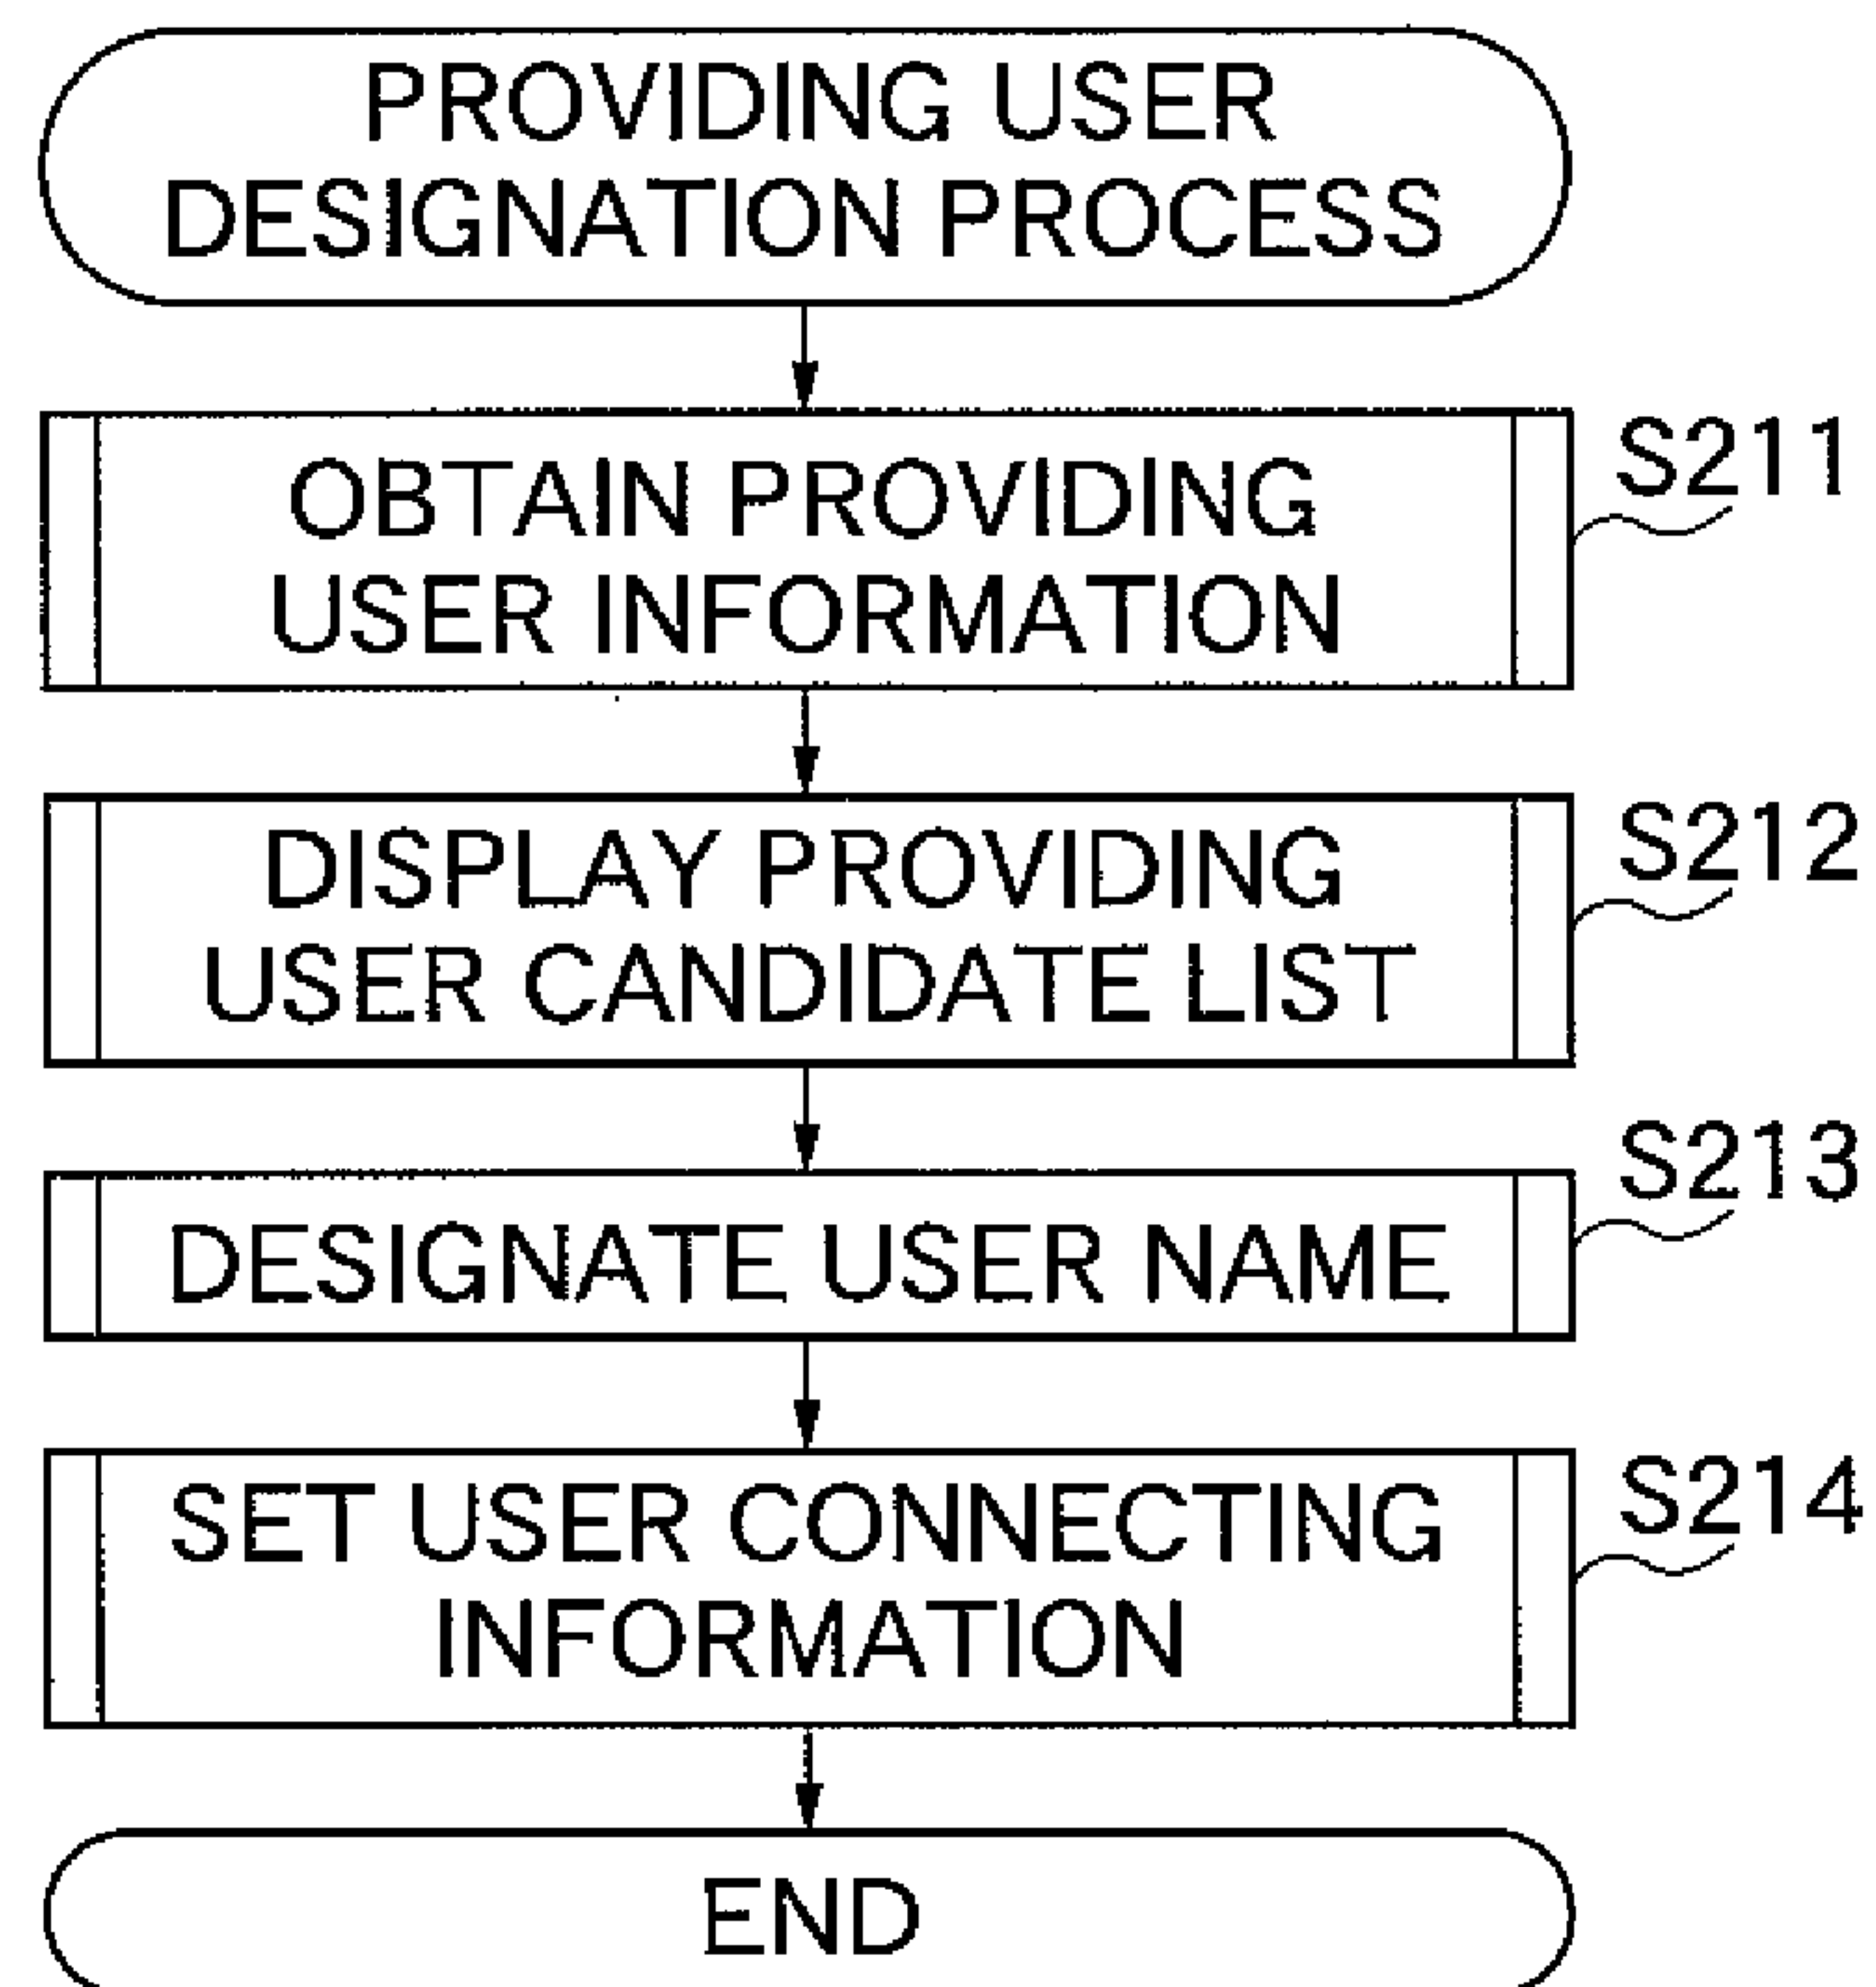 PROVIDING USER
DESIGNATION PROCESS
S211
OBTAIN PROVIDING
USER INFORMATION
S212
DISPLAY PROVIDING
USER CANDIDATE LIST
S213
DESIGNATE USER NAME
S214
SET USER CONNECTING
INFORMATION
END